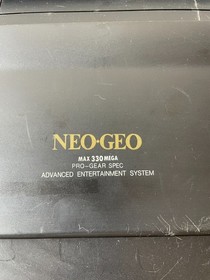 NEO·GEO
MAX 330 MEGA
PRO-GEAR SPEC
ADVANCED ENTERTAINMENT SYSTEM